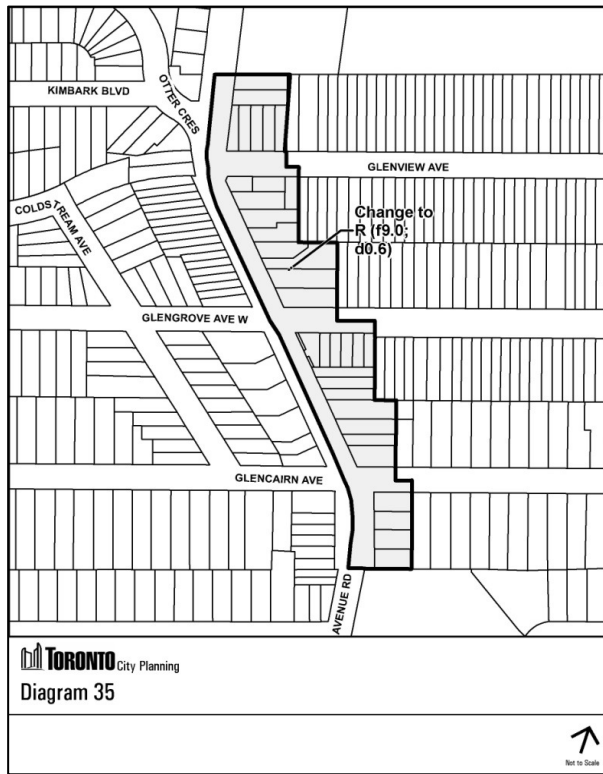 KIMBARK BLVD
OTTER CRES
GLENVIEW AVE
COLDSTREAM AVE
Change to
R (f9.0;
d0.6)
GLENGROVE AVE W
GLENCAIRN AVE
AVENUE RD
TORONTO City Planning
Diagram 35
Not to Scale